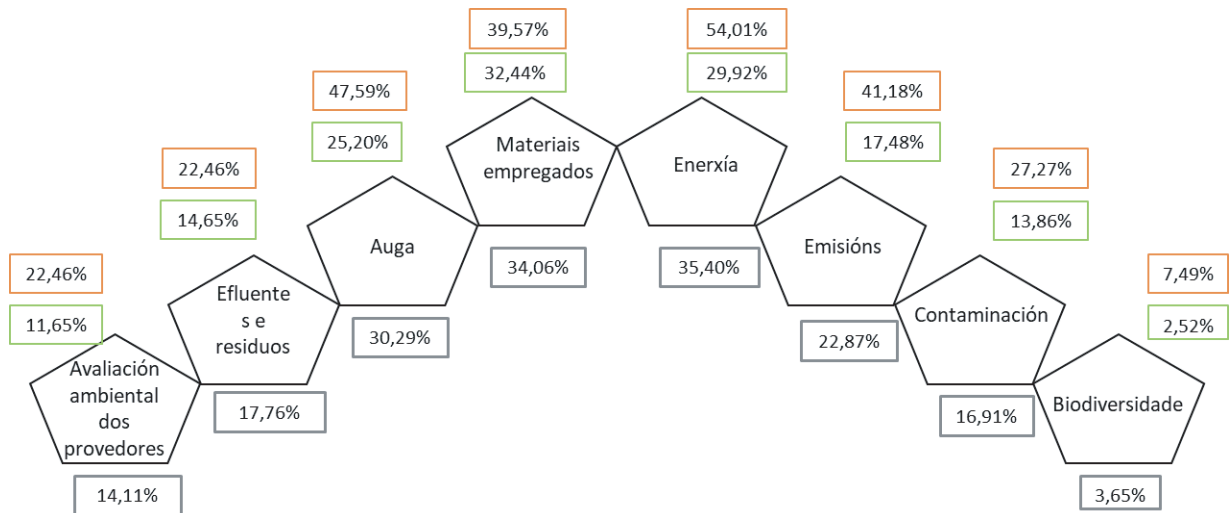 39,57%
54,01%
32,44%
29,92%
47,59%
41,18%
25,20%
17,48%
Materiais
empregados
Enerxía
22,46%
27,27%
14,65%
13,86%
Auga
Emisións
34,06%
35,40%
22,46%
7,49%
11,65%
2,52%
Efluente
s e
residuos
Contaminación
30,29%
22,87%
Avaliación
ambiental
dos
provedores
Biodiversidade
17,76%
16,91%
14,11%
3,65%